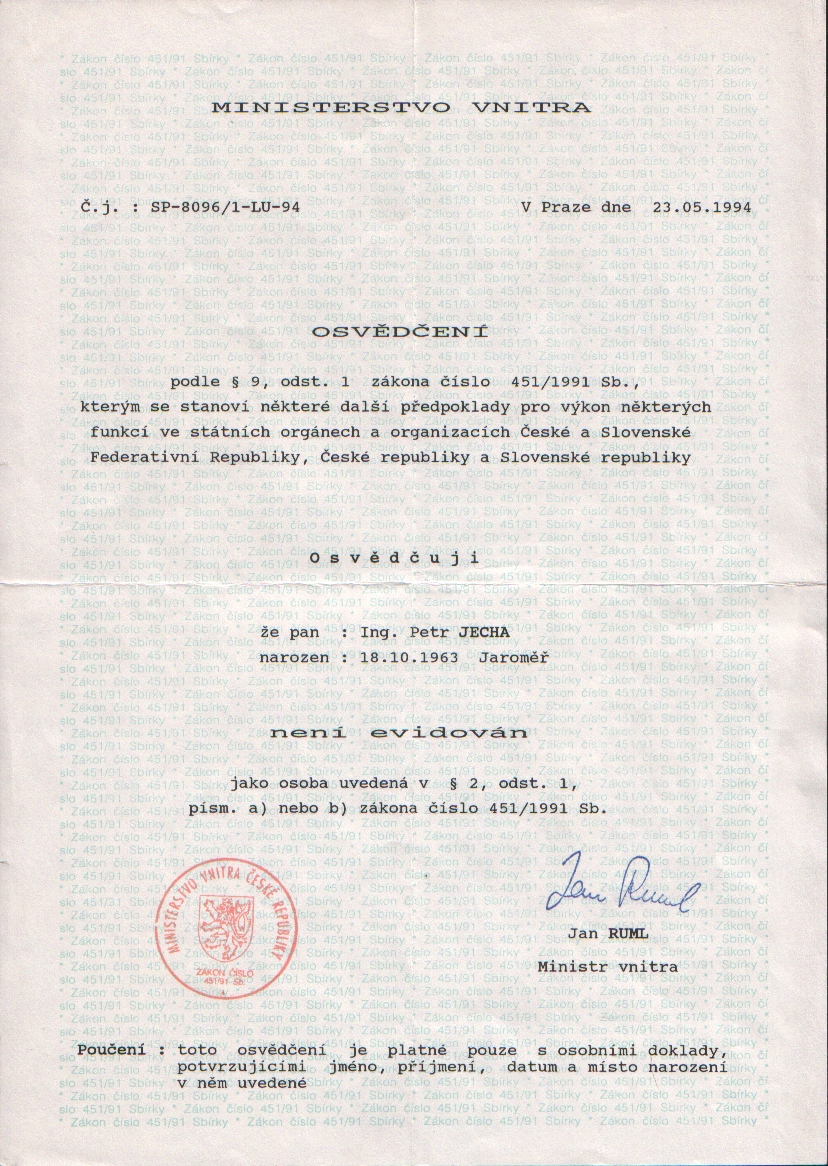 MINISTERSTVO VNITRA
Č.j. : SP-8096/1-LU-94
V Praze dne 23.05.1994
OSVĚDČENÍ
podle § 9, odst. 1 zákona číslo 451/1991 Sb.,
kterým se stanoví některé další předpoklady pro výkon některých
funkcí ve státních orgánech a organizacích České a Slovenské
Federativní Republiky, České republiky a Slovenské republiky
O s v ě d č u j i
že pan : Ing. Petr JECHA
narozen : 18.10.1963 Jaroměř
není evidován
jako osoba uvedená v § 2, odst. 1,
písm. a) nebo b) zákona číslo 451/1991 Sb.
MINISTERSTVO VNITRA ČESKÉ REPUBLIKY
ZÁKON ČÍSLO
451/91 Sb.
Jan Ruml
Jan RUML
Ministr vnitra
Poučení : toto osvědčení je platné pouze s osobními doklady,
potvrzujícími jméno, příjmení, datum a místo narození
v něm uvedené